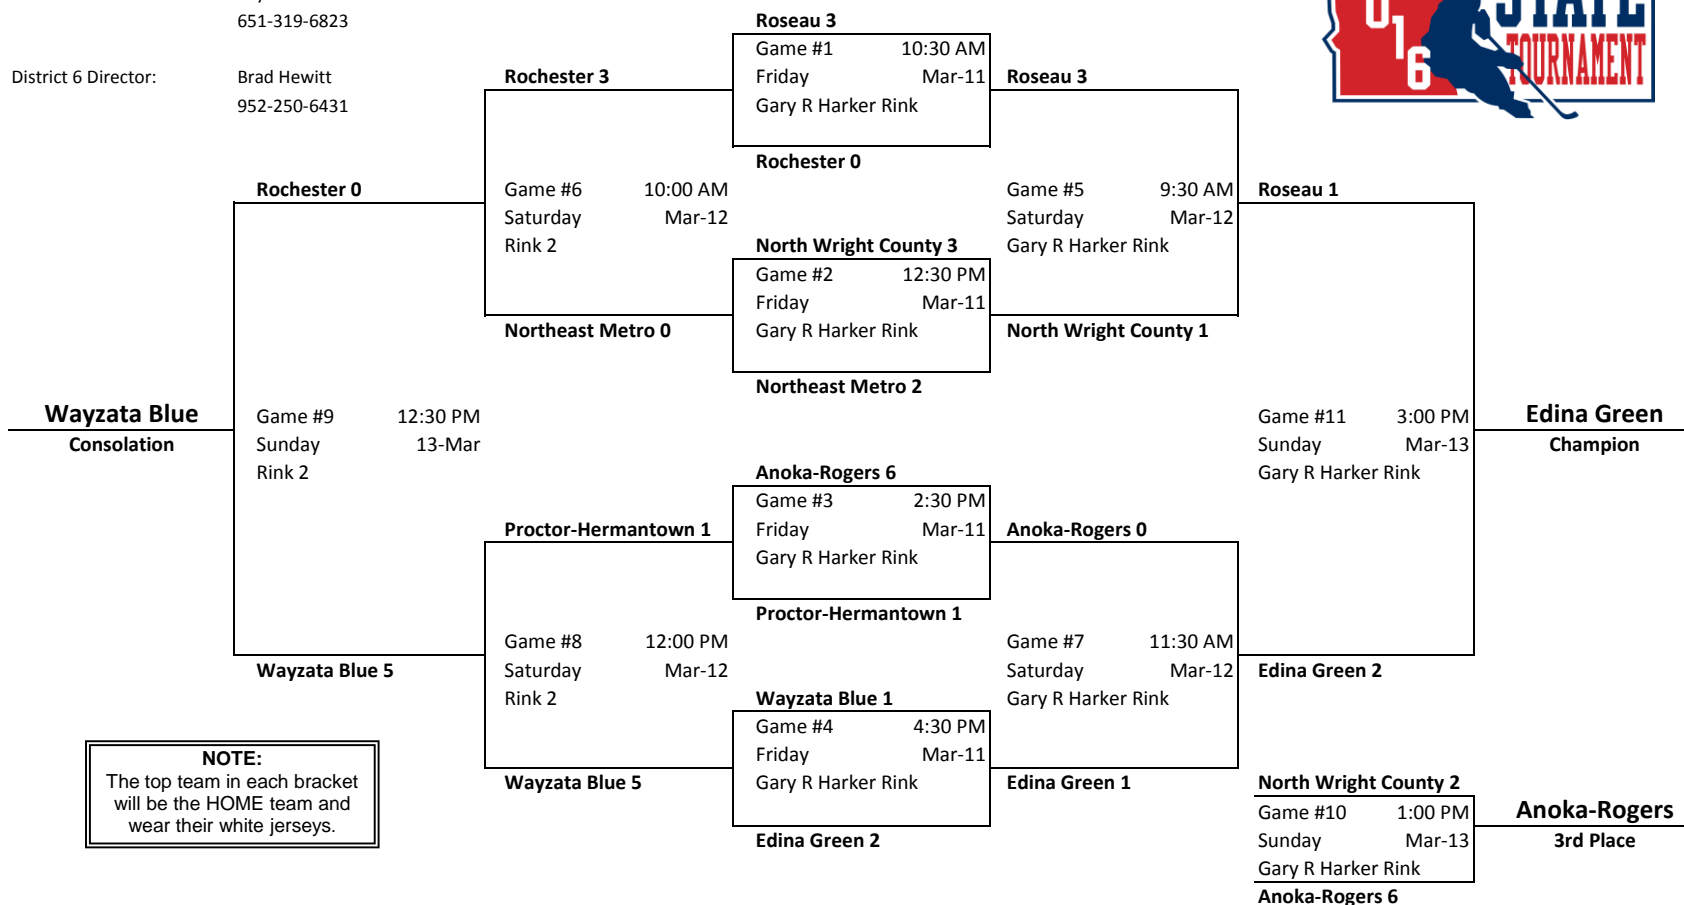 651-319-6823
District 6 Director: Brad Hewitt
952-250-6431
STATE
TOURNAMENT
016
Roseau 3
Game #1 10:30 AM
Friday Mar-11
Gary R Harker Rink
Rochester 0
Rochester 3
Game #6 10:00 AM
Saturday Mar-12
Rink 2
Northeast Metro 0
Roseau 3
Game #5 9:30 AM
Saturday Mar-12
Gary R Harker Rink
North Wright County 1
North Wright County 3
Game #2 12:30 PM
Friday Mar-11
Gary R Harker Rink
Northeast Metro 2
Rochester 0
Game #9 12:30 PM
Sunday 13-Mar
Rink 2
Wayzata Blue 5
Wayzata Blue
Consolation
Roseau 1
Game #11 3:00 PM
Sunday Mar-13
Gary R Harker Rink
Edina Green 2
Edina Green
Champion
Anoka-Rogers 6
Game #3 2:30 PM
Friday Mar-11
Gary R Harker Rink
Proctor-Hermantown 1
Proctor-Hermantown 1
Game #8 12:00 PM
Saturday Mar-12
Rink 2
Wayzata Blue 5
Anoka-Rogers 0
Game #7 11:30 AM
Saturday Mar-12
Gary R Harker Rink
Edina Green 1
Wayzata Blue 1
Game #4 4:30 PM
Friday Mar-11
Gary R Harker Rink
Edina Green 2
NOTE:
The top team in each bracket
will be the HOME team and
wear their white jerseys.
North Wright County 2
Game #10 1:00 PM
Sunday Mar-13
Gary R Harker Rink
Anoka-Rogers 6
Anoka-Rogers
3rd Place